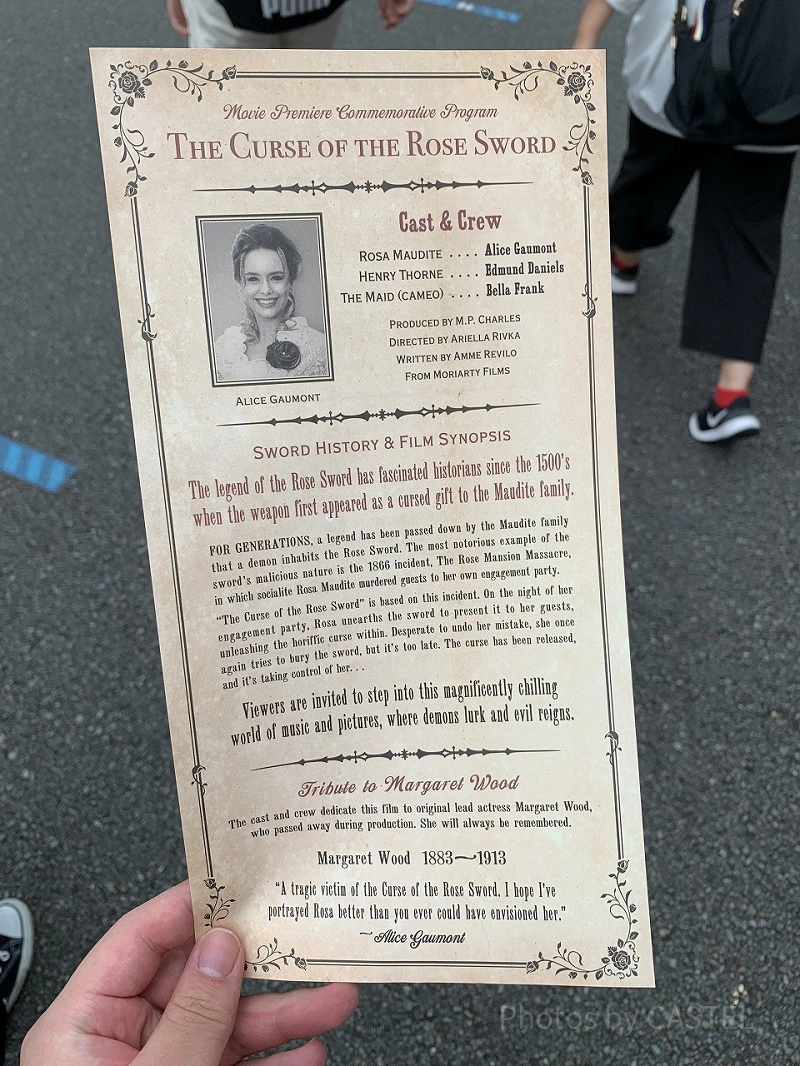 PUMA
Movie Premiere Commemorative Program
THE CURSE OF THE ROSE SWORD
Cast & Crew
ROSA MAUDITE . . . . Alice Gaumont
HENRY THORNE . . . . Edmund Daniels
THE MAID (CAMEO) . . . . Bella Frank
PRODUCED BY M.P. CHARLES
DIRECTED BY ARIELLA RIVKA
WRITTEN BY AMME REVILO
FROM MORIARTY FILMS
ALICE GAUMONT
SWORD HISTORY & FILM SYNOPSIS
The legend of the Rose Sword has fascinated historians since the 1500's
when the weapon first appeared as a cursed gift to the Maudite family.
FOR GENERATIONS, a legend has been passed down by the Maudite family
that a demon inhabits the Rose Sword. The most notorious example of the
sword's malicious nature is the 1866 incident, The Rose Mansion Massacre,
in which socialite Rosa Maudite murdered guests to her own engagement party.
"The Curse of the Rose Sword" is based on this incident. On the night of her
engagement party, Rosa unearths the sword to present it to her guests,
unleashing the horiffic curse within. Desperate to undo her mistake, she once
again tries to bury the sword, but it's too late. The curse has been released,
and it's taking control of her. . .
Viewers are invited to step into this magnificently chilling
world of music and pictures, where demons lurk and evil reigns.
Tribute to Margaret Wood
The cast and crew dedicate this film to original lead actress Margaret Wood,
who passed away during production. She will always be remembered.
Margaret Wood 1883~1913
"A tragic victim of the Curse of the Rose Sword. I hope I've
portrayed Rosa better than you ever could have envisioned her."
~Alice Gaumont
Photos by CASTEL